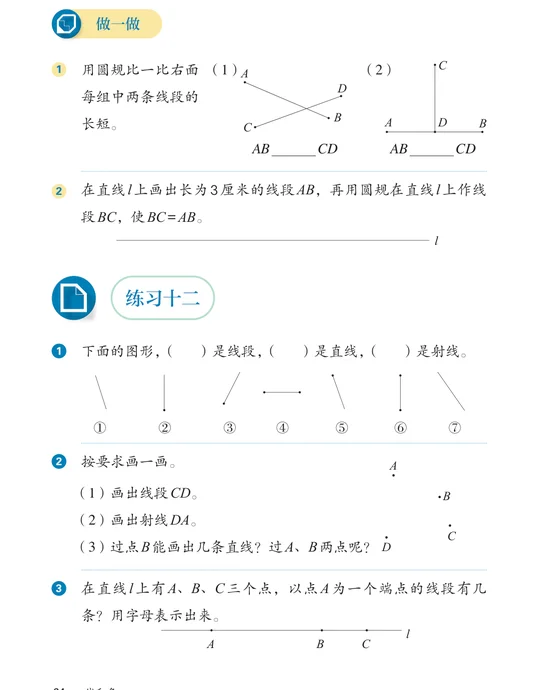 做一做
1 用圆规比一比右面 (1) (2)
每组中两条线段的
长短。
A D C B
AB______CD
C A D B
AB______CD
2 在直线l上画出长为3厘米的线段AB，再用圆规在直线l上作线
段BC，使BC=AB。
l
练习十二
1 下面的图形，（　）是线段，（　）是直线，（　）是射线。
① ② ③ ④ ⑤ ⑥ ⑦
2 按要求画一画。
(1) 画出线段CD。
(2) 画出射线DA。
(3) 过点B能画出几条直线？过A、B两点呢？
A
B
C
D
3 在直线l上有A、B、C三个点，以点A为一个端点的线段有几
条？用字母表示出来。
l
A B C